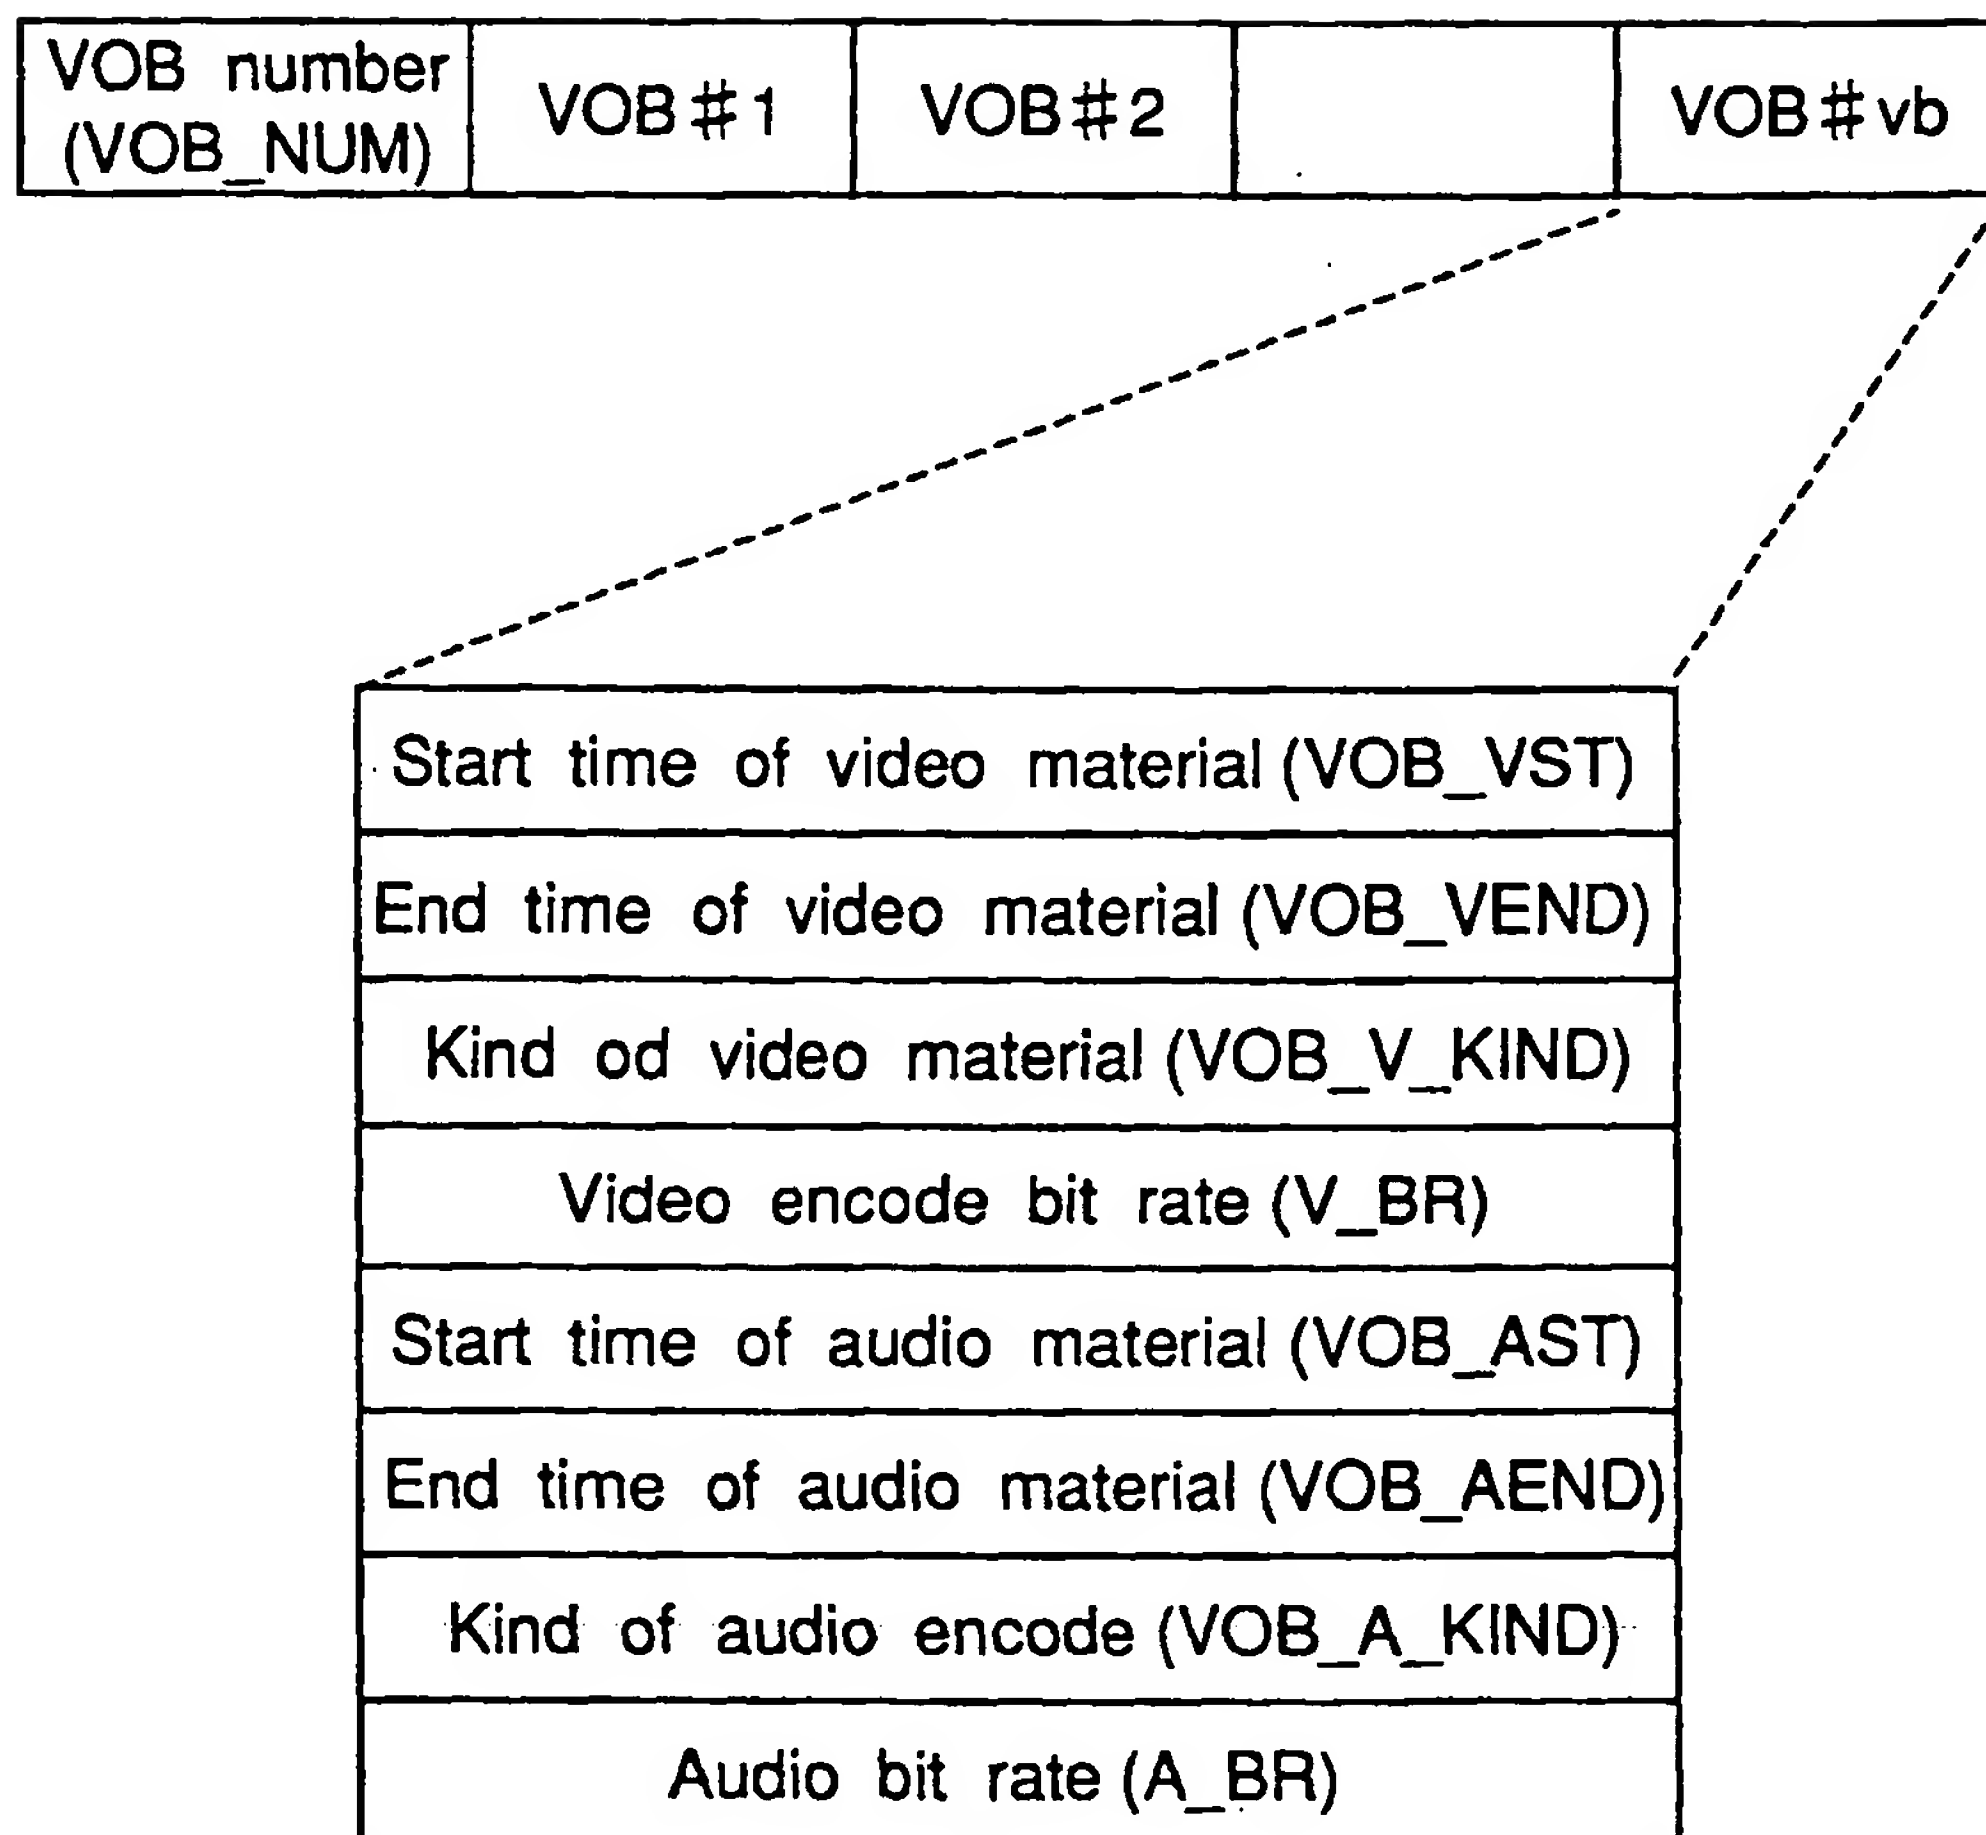 VOB number
(VOB_NUM)
VOB#1
VOB#2
VOB#vb
Start time of video material (VOB_VST)
End time of video material (VOB_VEND)
Kind od video material (VOB_V_KIND)
Video encode bit rate (V_BR)
Start time of audio material (VOB_AST)
End time of audio material (VOB_AEND)
Kind of audio encode (VOB_A_KIND)
Audio bit rate (A_BR)